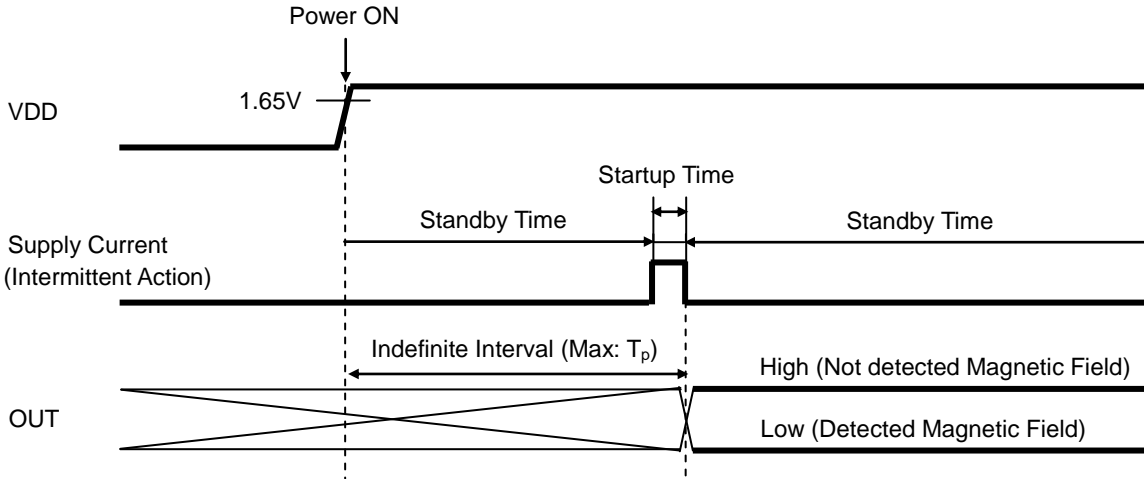 Power ON
1.65V
VDD
Startup Time
Standby Time
Standby Time
Supply Current
(Intermittent Action)
Indefinite Interval (Max: Tp)
High (Not detected Magnetic Field)
OUT
Low (Detected Magnetic Field)